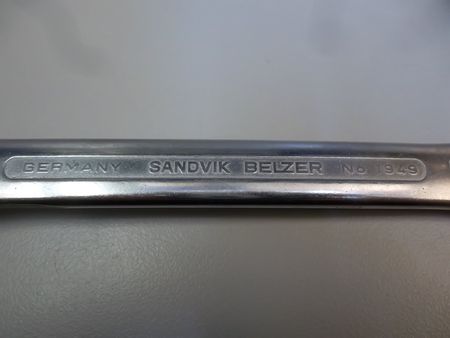 GERMANY SANDVIK BELZER No 1949